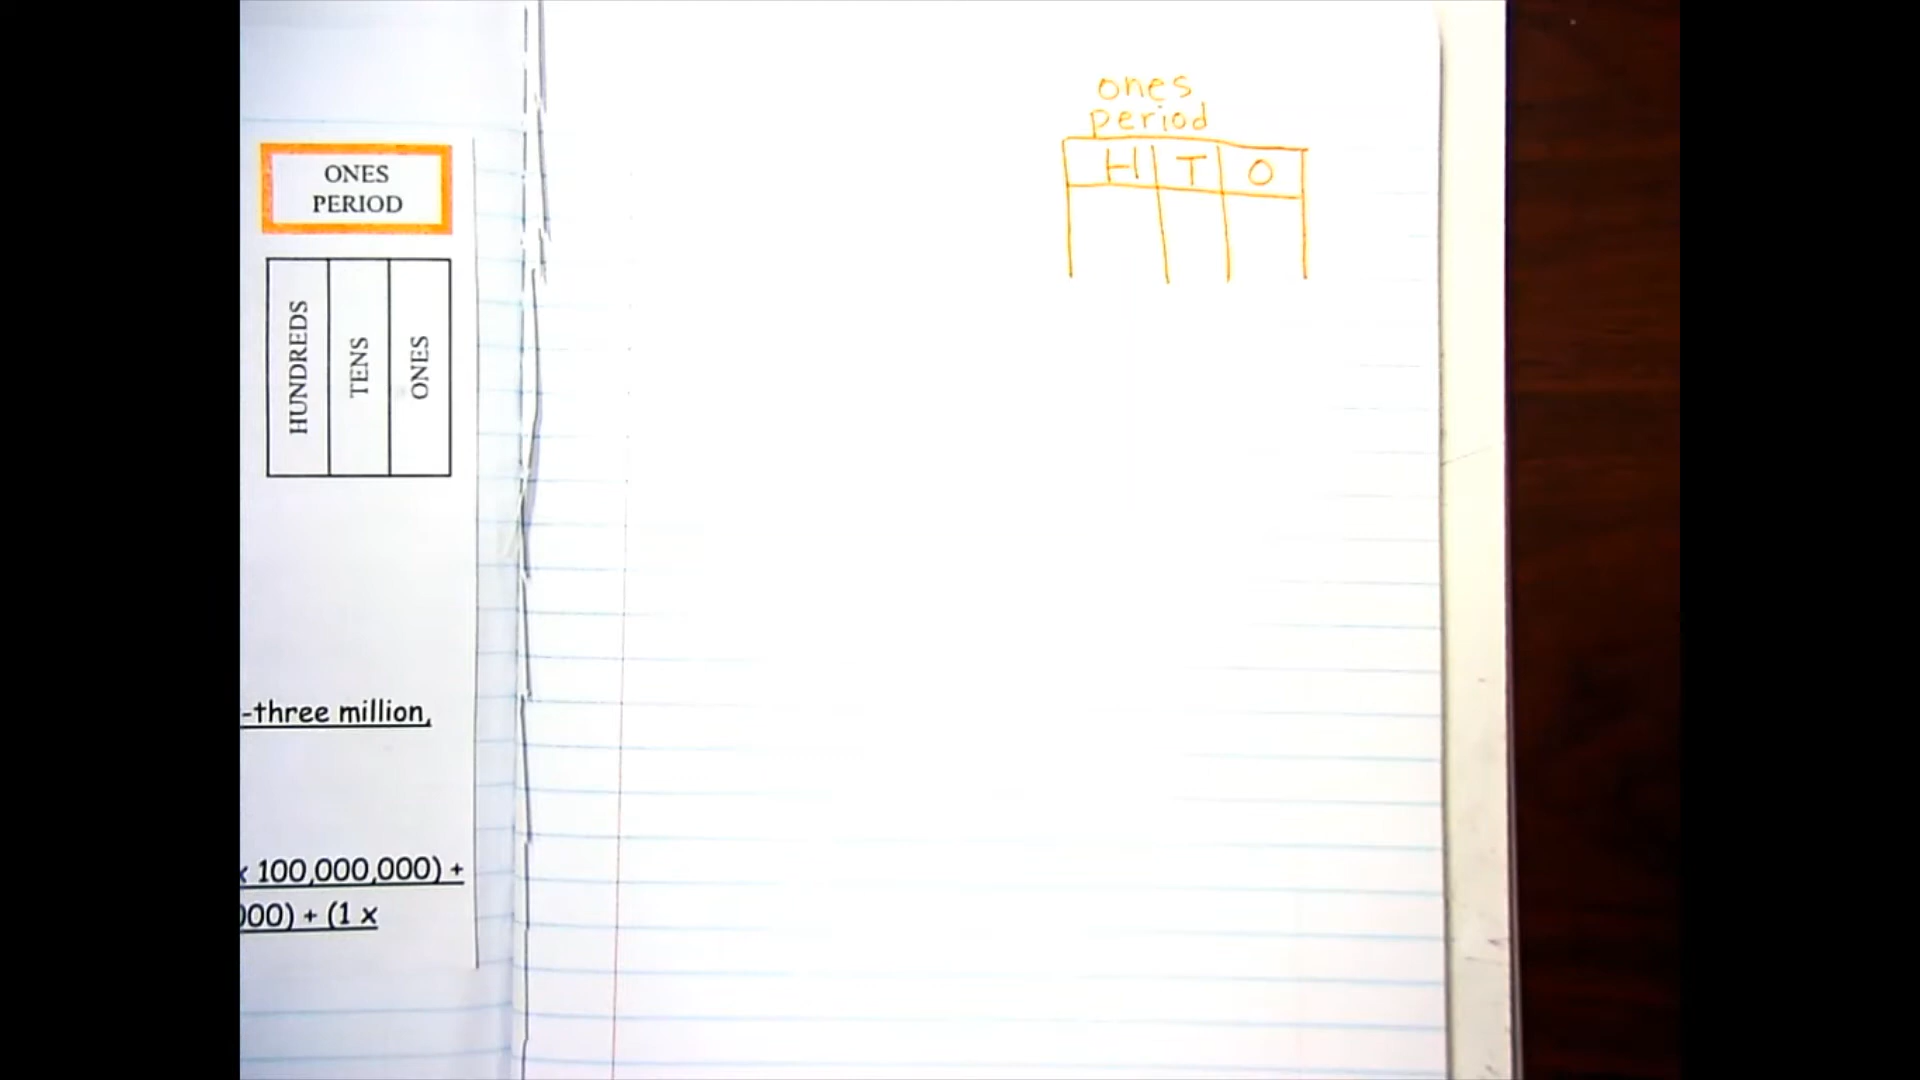 ONES
PERIOD
HUNDREDS
TENS
ONES
-three million,
x 100,000,000) +
000) + (1 x
ones
period
H T O